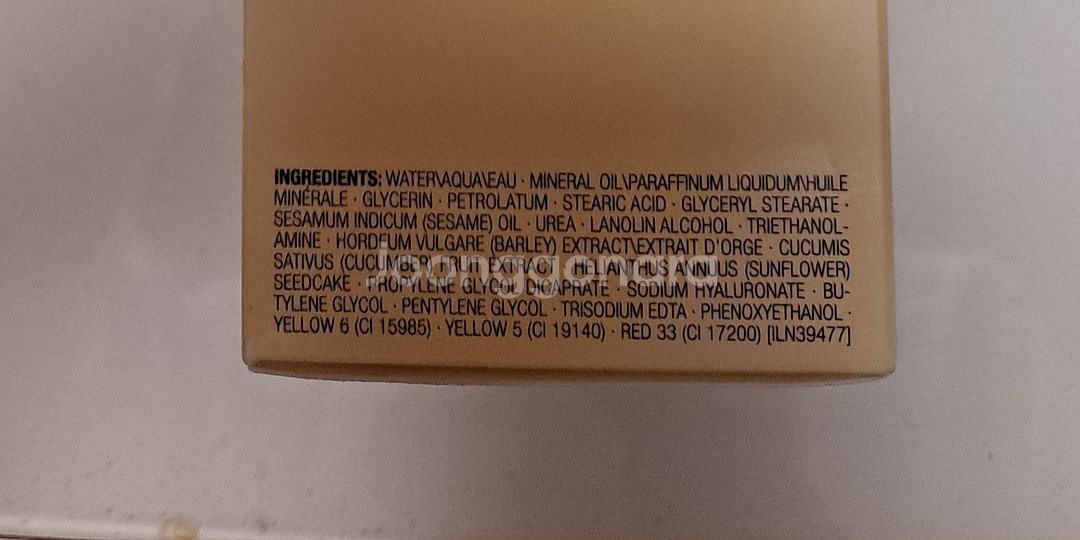 INGREDIENTS: WATER\AQUA\EAU · MINERAL OIL\PARAFFINUM LIQUIDUM\HUILE
MINÉRALE · GLYCERIN · PETROLATUM · STEARIC ACID · GLYCERYL STEARATE ·
SESAMUM INDICUM (SESAME) OIL · UREA · LANOLIN ALCOHOL · TRIETHANOL-
AMINE · HORDEUM VULGARE (BARLEY) EXTRACT\EXTRAIT D'ORGE · CUCUMIS
SATIVUS (CUCUMBER) FRUIT EXTRACT · HELIANTHUS ANNUUS (SUNFLOWER)
Joonggonara
SEEDCAKE · PROPYLENE GLYCOL DICAPRATE · SODIUM HYALURONATE · BU-
TYLENE GLYCOL · PENTYLENE GLYCOL · TRISODIUM EDTA · PHENOXYETHANOL ·
YELLOW 6 (CI 15985) · YELLOW 5 (CI 19140) · RED 33 (CI 17200) [ILN39477]